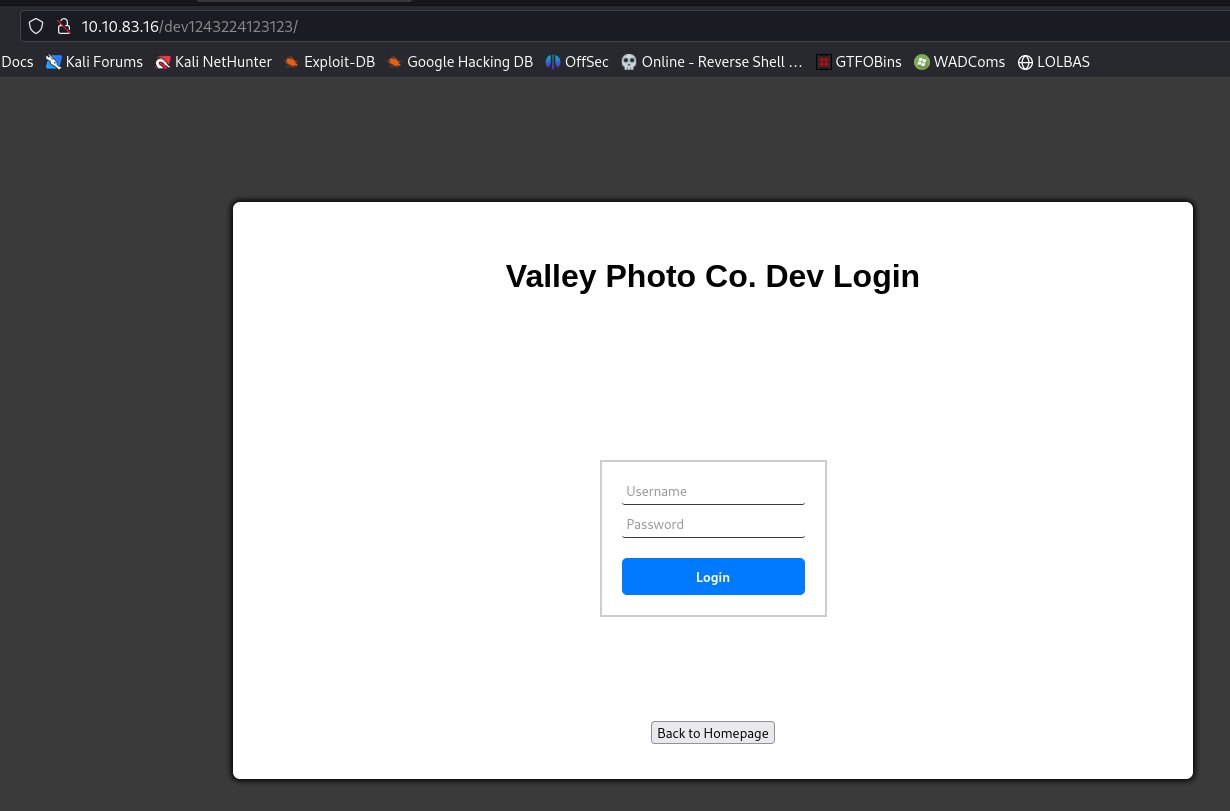 10.10.83.16/dev1243224123123/
Docs Kali Forums Kali NetHunter Exploit-DB Google Hacking DB OffSec Online - Reverse Shell … GTFOBins WADComs LOLBAS
Valley Photo Co. Dev Login
Username
Password
Login
Back to Homepage